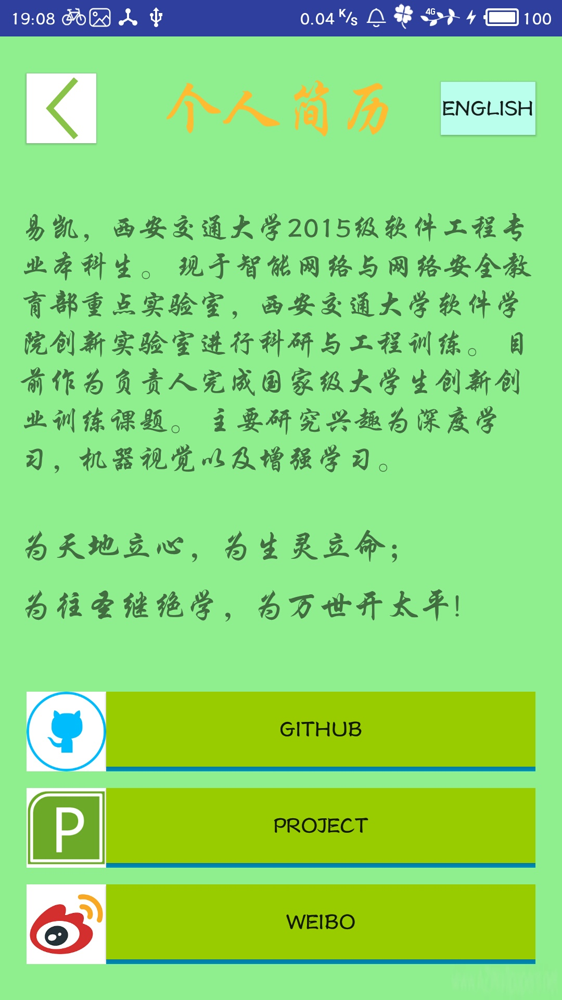 19:08 0.04 K/s 4G 100
个人简历
ENGLISH
易凯，西安交通大学2015级软件工程专
业本科生。 现于智能网络与网络安全教
育部重点实验室，西安交通大学软件学
院创新实验室进行科研与工程训练。 目
前作为负责人完成国家级大学生创新创
业训练课题。 主要研究兴趣为深度学
习，机器视觉以及增强学习。
为天地立心，为生灵立命；
为往圣继绝学，为万世开太平！
GITHUB
P PROJECT
WEIBO